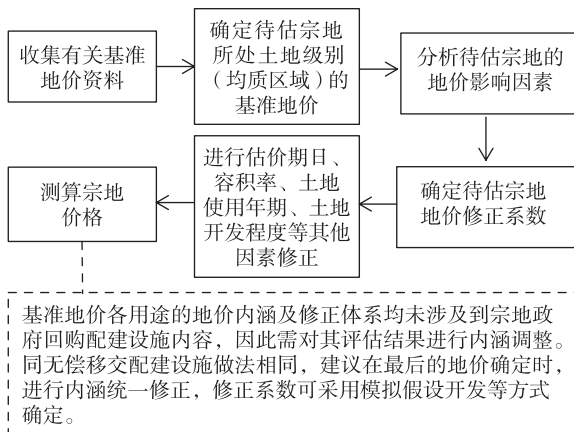 收集有关基准
地价资料
确定待估宗地
所处土地级别
（均质区域）的
基准地价
分析待估宗地的
地价影响因素
确定待估宗地
地价修正系数
进行估价期日、
容积率、土地
使用年期、土地
开发程度等其他
因素修正
测算宗地
价格
基准地价各用途的地价内涵及修正体系均未涉及到宗地政
府回购配建设施内容，因此需对其评估结果进行内涵调整。
同无偿移交配建设施做法相同，建议在最后的地价确定时，
进行内涵统一修正，修正系数可采用模拟假设开发等方式
确定。